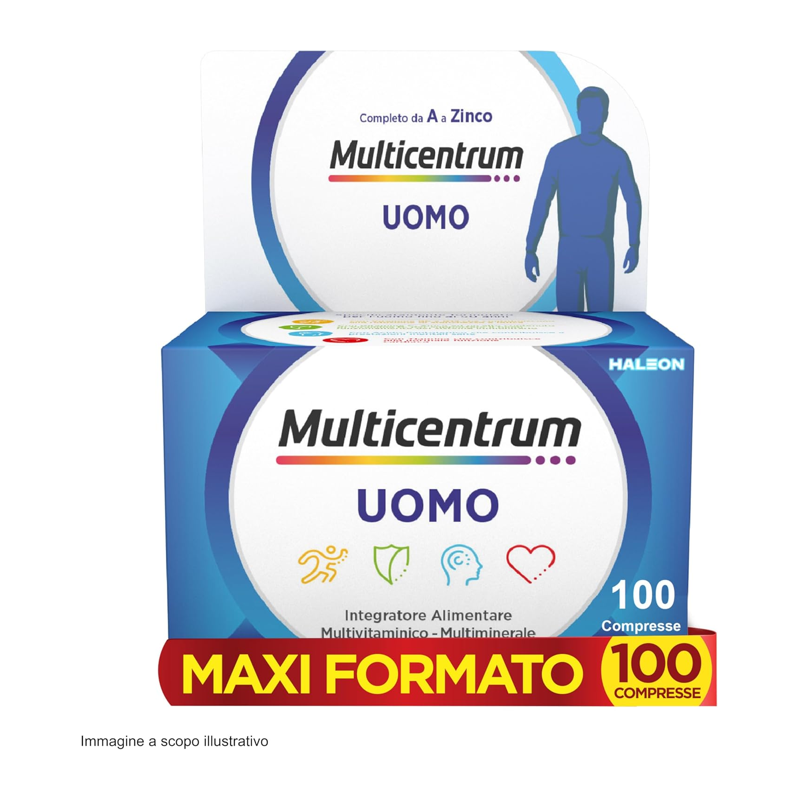 Completo da A a Zinco
Multicentrum
UOMO
HALEON
Multicentrum
UOMO
Integratore Alimentare
Multivitaminico - Multiminerale
100
Compresse
MAXI FORMATO
100
COMPRESSE
Immagine a scopo illustrativo